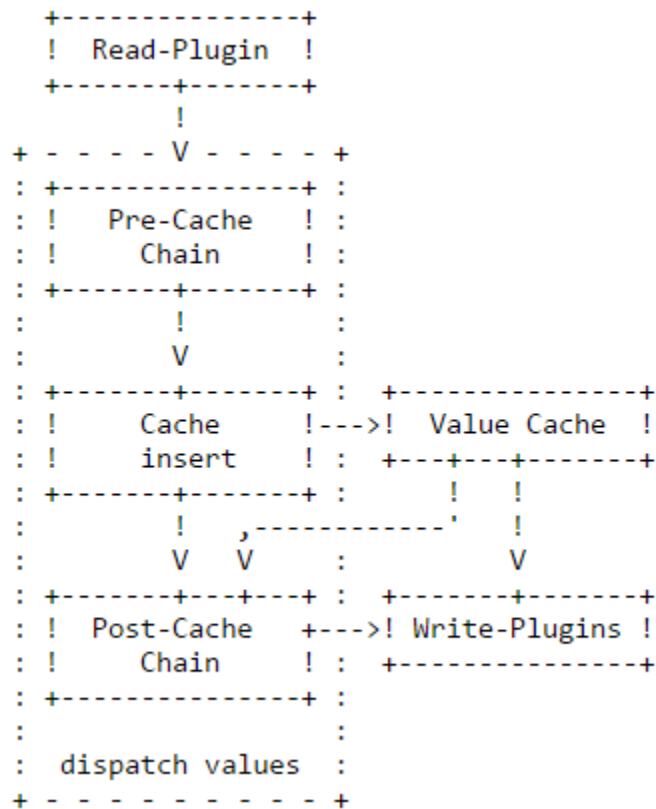 +---------------+
!  Read-Plugin  !
+-------+-------+
!
+ - - - - V - - - - +
: +---------------+ :
: !   Pre-Cache   ! :
: !     Chain     ! :
: +-------+-------+ :
:         !         :
:         V         :
: +-------+-------+ :  +---------------+
: !     Cache     !--->!  Value Cache  !
: !     insert    ! :  +---+---+-------+
: +-------+-------+ :      !   !
:         !   ,------------'   !
:         V   V     :          V
: +-------+---+---+ :  +-------+-------+
: !  Post-Cache   +--->! Write-Plugins !
: !     Chain     ! :  +---------------+
: +---------------+ :
:                   :
:  dispatch values  :
+ - - - - - - - - - +